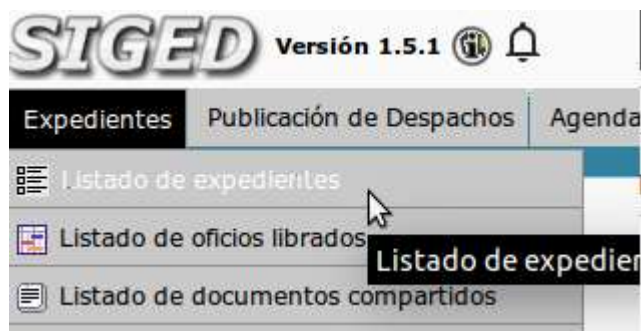 SIGED Versión 1.5.1
Expedientes Publicación de Despachos Agenda
Listado de expedientes
Listado de oficios librados
Listado de expedien
Listado de documentos compartidos